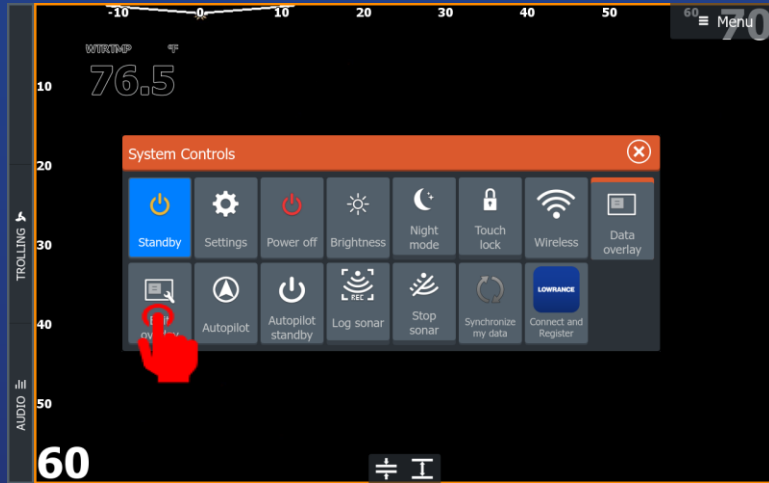 -10
0
10
20
30
40
50
60
70
Menu
WTRTMP °F
76.5
10
20
30
40
50
60
TROLLING
AUDIO
System Controls
Standby
Settings
Power off
Brightness
Night
mode
Touch
lock
Wireless
Data
overlay
Autopilot
Autopilot
standby
REC
Log sonar
Stop
sonar
Synchronize
my data
LOWRANCE
Connect and
Register